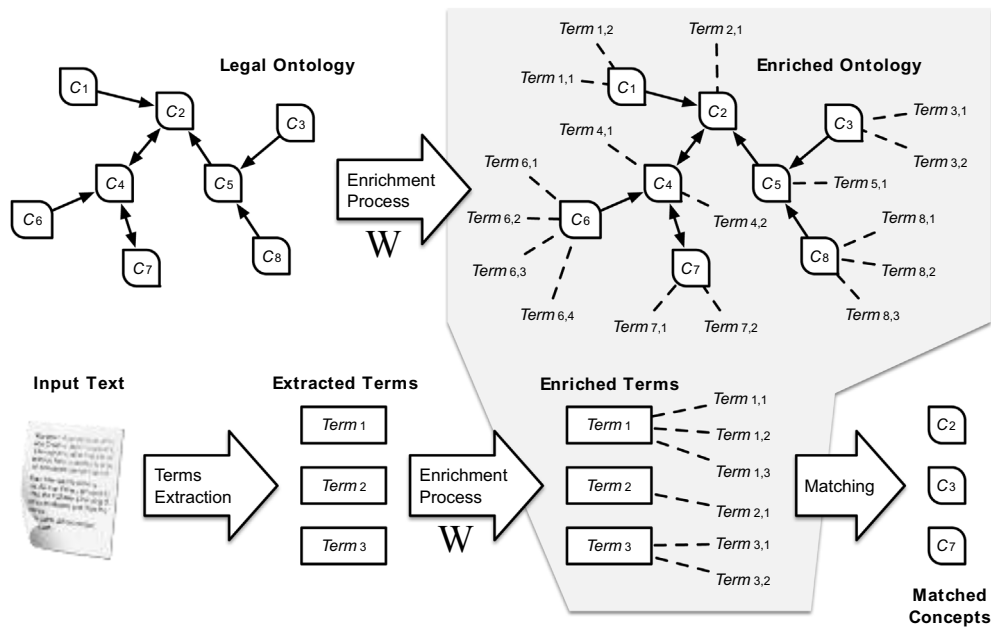 Legal Ontology
C1
C2
C3
C4
C5
C6
C7
C8
Enrichment
Process
W
Enriched Ontology
Term 1,2
Term 2,1
Term 1,1
C1
C2
C3
Term 3,1
Term 3,2
Term 4,1
Term 6,1
C4
C5
Term 5,1
Term 6,2
C6
Term 4,2
Term 8,1
Term 6,3
C7
C8
Term 8,2
Term 6,4
Term 7,1
Term 7,2
Term 8,3
Input Text
Terms
Extraction
Extracted Terms
Term 1
Term 2
Term 3
Enrichment
Process
W
Enriched Terms
Term 1
Term 1,1
Term 1,2
Term 1,3
Term 2
Term 2,1
Term 3
Term 3,1
Term 3,2
Matching
C2
C3
C7
Matched
Concepts